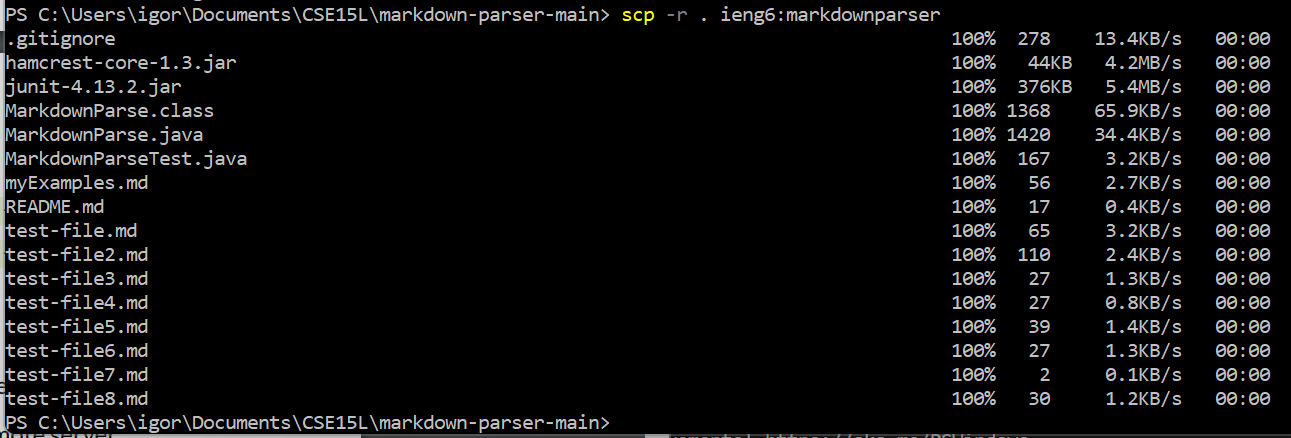 PS C:\Users\igor\Documents\CSE15L\markdown-parser-main> scp -r . ieng6:markdownparser
.gitignore 100% 278 13.4KB/s 00:00
hamcrest-core-1.3.jar 100% 44KB 4.2MB/s 00:00
junit-4.13.2.jar 100% 376KB 5.4MB/s 00:00
MarkdownParse.class 100% 1368 65.9KB/s 00:00
MarkdownParse.java 100% 1420 34.4KB/s 00:00
MarkdownParseTest.java 100% 167 3.2KB/s 00:00
myExamples.md 100% 56 2.7KB/s 00:00
README.md 100% 17 0.4KB/s 00:00
test-file.md 100% 65 3.2KB/s 00:00
test-file2.md 100% 110 2.4KB/s 00:00
test-file3.md 100% 27 1.3KB/s 00:00
test-file4.md 100% 27 0.8KB/s 00:00
test-file5.md 100% 39 1.4KB/s 00:00
test-file6.md 100% 27 1.3KB/s 00:00
test-file7.md 100% 2 0.1KB/s 00:00
test-file8.md 100% 30 1.2KB/s 00:00
PS C:\Users\igor\Documents\CSE15L\markdown-parser-main>